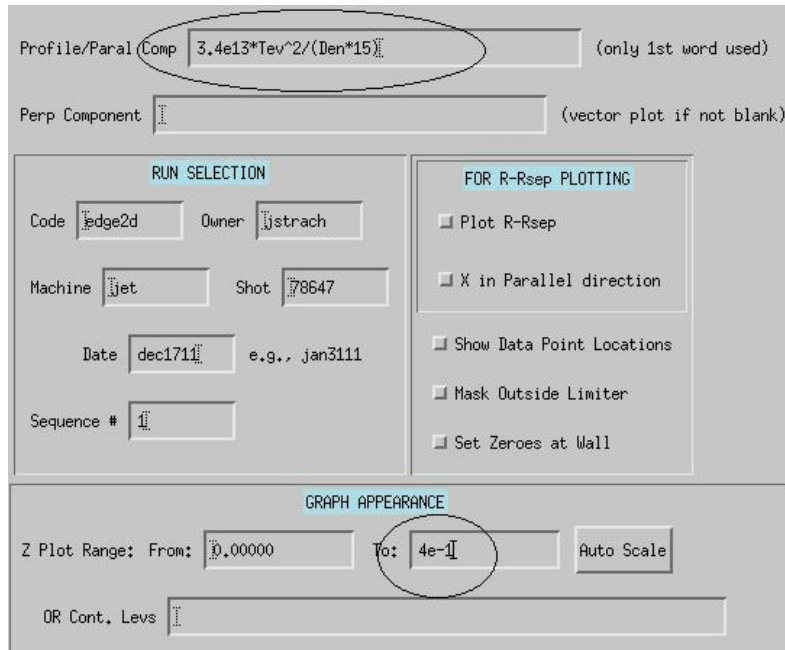 Profile/Paral Comp 3.4e13*Tev^2/(Den*15) (only 1st word used)
Perp Component (vector plot if not blank)
RUN SELECTION
Code edge2d Owner jstrach
Machine jet Shot 78647
Date dec1711 e.g., jan3111
Sequence # 1
FOR R-Rsep PLOTTING
Plot R-Rsep
X in Parallel direction
Show Data Point Locations
Mask Outside Limiter
Set Zeroes at Wall
GRAPH APPEARANCE
Z Plot Range: From: 0.00000 To: 4e-1 Auto Scale
OR Cont. Levs